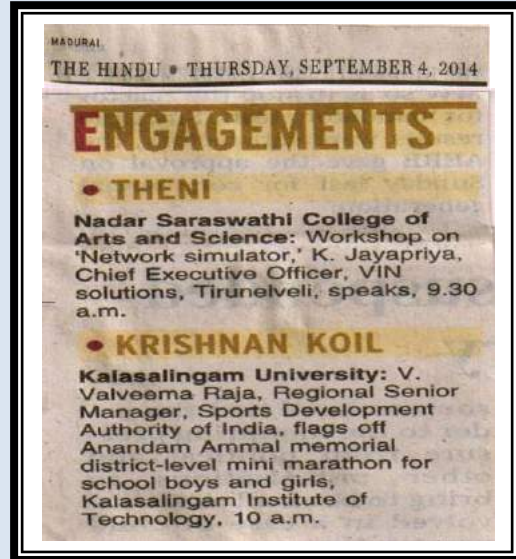 MADURAI
THE HINDU • THURSDAY, SEPTEMBER 4, 2014
ENGAGEMENTS
• THENI
Nadar Saraswathi College of
Arts and Science: Workshop on
'Network simulator,' K. Jayapriya,
Chief Executive Officer, VIN
solutions, Tirunelveli, speaks, 9.30
a.m.
• KRISHNAN KOIL
Kalasalingam University: V.
Valveema Raja, Regional Senior
Manager, Sports Development
Authority of India, flags off
Anandam Ammal memorial
district-level mini marathon for
school boys and girls,
Kalasalingam Institute of
Technology, 10 a.m.